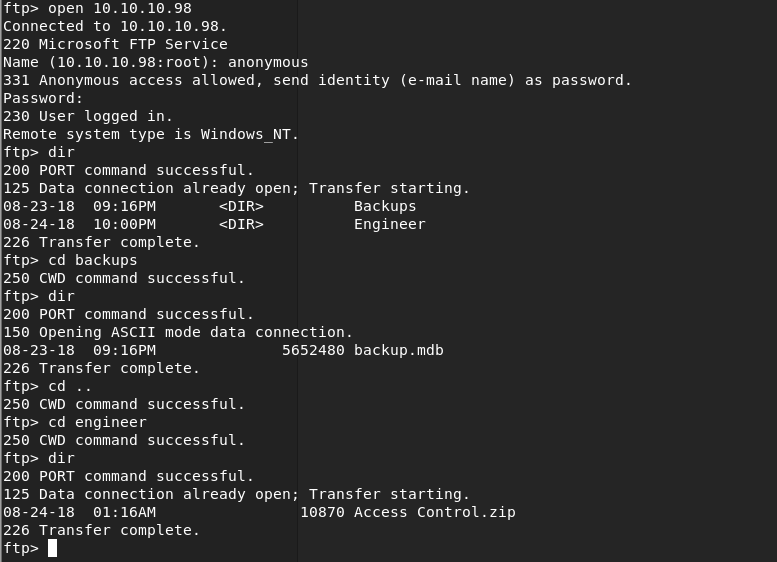 ftp> open 10.10.10.98
Connected to 10.10.10.98.
220 Microsoft FTP Service
Name (10.10.10.98:root): anonymous
331 Anonymous access allowed, send identity (e-mail name) as password.
Password:
230 User logged in.
Remote system type is Windows_NT.
ftp> dir
200 PORT command successful.
125 Data connection already open; Transfer starting.
08-23-18  09:16PM       <DIR>          Backups
08-24-18  10:00PM       <DIR>          Engineer
226 Transfer complete.
ftp> cd backups
250 CWD command successful.
ftp> dir
200 PORT command successful.
150 Opening ASCII mode data connection.
08-23-18  09:16PM              5652480 backup.mdb
226 Transfer complete.
ftp> cd ..
250 CWD command successful.
ftp> cd engineer
250 CWD command successful.
ftp> dir
200 PORT command successful.
125 Data connection already open; Transfer starting.
08-24-18  01:16AM                10870 Access Control.zip
226 Transfer complete.
ftp>